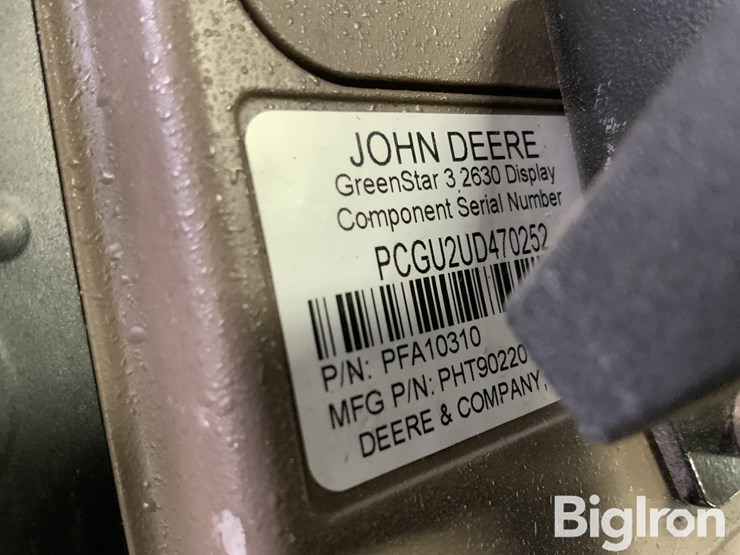 JOHN DEERE
GreenStar 3 2630 Display
Component Serial Number
PCGU2UD470252
P/N: PFA10310
MFG P/N: PHT90220
DEERE & COMPANY,
BigIron